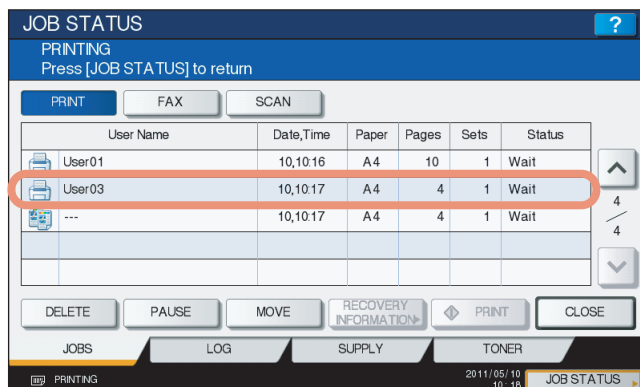 JOB STATUS
?
PRINTING
Press [JOB STATUS] to return
PRINT FAX SCAN
User Name Date,Time Paper Pages Sets Status
User01 10,10:16 A4 10 1 Wait
User03 10,10:17 A4 4 1 Wait
--- 10,10:17 A4 4 1 Wait
4
4
DELETE PAUSE MOVE RECOVERY INFORMATION PRINT CLOSE
JOBS LOG SUPPLY TONER
PRINTING 2011/05/10
10:18 JOB STATUS